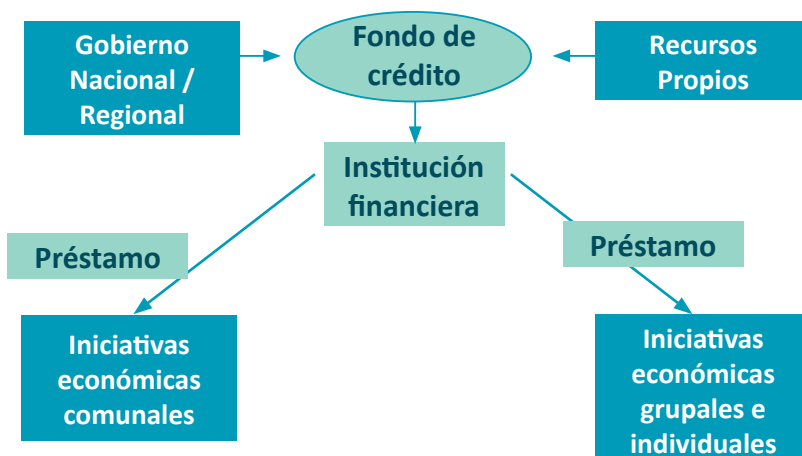 Gobierno
Nacional /
Regional
Fondo de
crédito
Recursos
Propios
Institución
financiera
Préstamo
Préstamo
Iniciativas
económicas
comunales
Iniciativas
económicas
grupales e
individuales